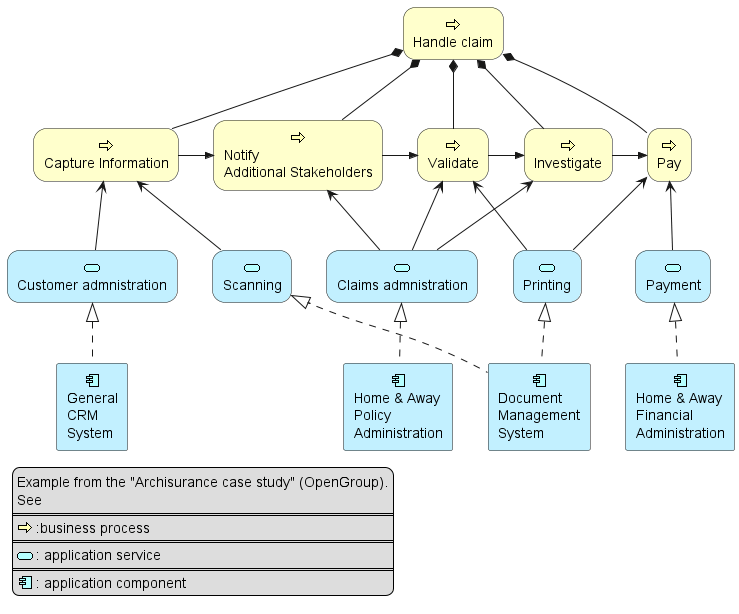 Handle claim
Capture Information
Notify
Additional Stakeholders
Validate
Investigate
Pay
Customer admnistration
Scanning
Claims admnistration
Printing
Payment
General
CRM
System
Home & Away
Policy
Administration
Document
Management
System
Home & Away
Financial
Administration
Example from the "Archisurance case study" (OpenGroup).
See
:business process
: application service
: application component